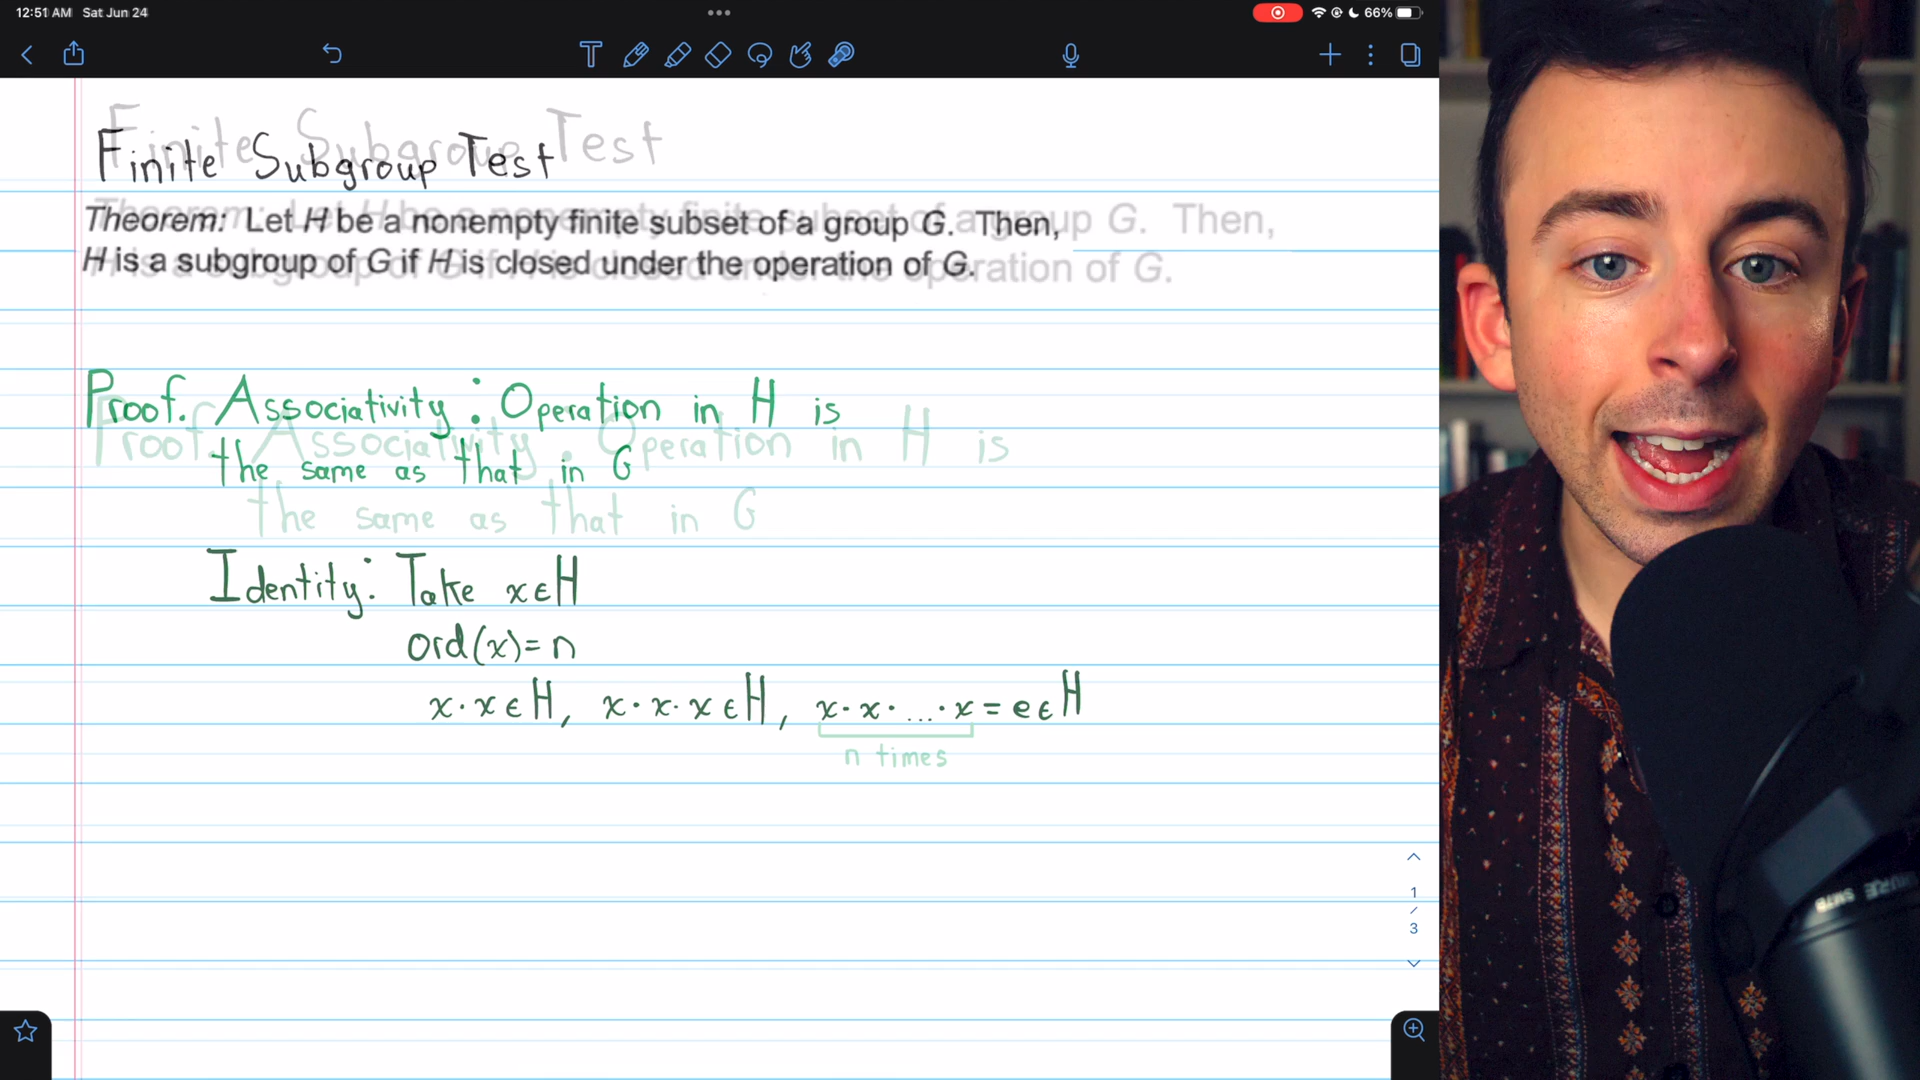 12:51 AM Sat Jun 24
66%
Finite Subgroup Test
Theorem: Let H be a nonempty finite subset of a group G. Then,
H is a subgroup of G if H is closed under the operation of G.
Proof. Associativity: Operation in H is
the same as that in G
Identity: Take x∈H
ord(x)=n
x·x∈H, x·x·x∈H, x·x·...·x=e∈H
n times
1
/
3
SHURE SM7B